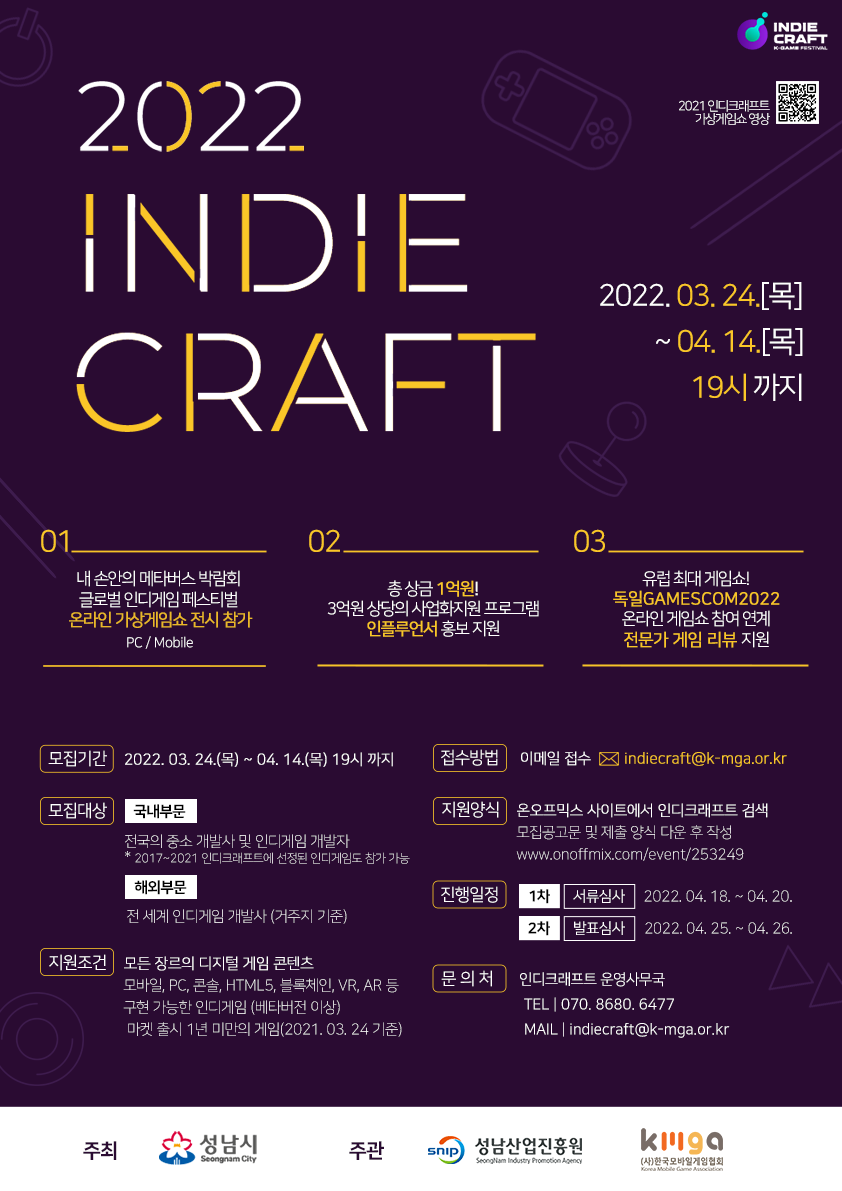 INDIE
CRAFT
K-GAME FESTIVAL
2021 인디크래프트
가상게임쇼 영상
2022
INDIE
CRAFT
2022. 03. 24.[목]
~ 04. 14.[목]
19시 까지
01
내 손안의 메타버스 박람회
글로벌 인디게임 페스티벌
온라인 가상게임쇼 전시 참가
PC / Mobile
02
총 상금 1억원!
3억원 상당의 사업화지원 프로그램
인플루언서 홍보 지원
03
유럽 최대 게임쇼!
독일GAMESCOM2022
온라인 게임쇼 참여 연계
전문가 게임 리뷰 지원
모집기간 2022. 03. 24.(목) ~ 04. 14.(목) 19시 까지
모집대상 국내부문
전국의 중소 개발사 및 인디게임 개발자
* 2017~2021 인디크래프트에 선정된 인디게임도 참가 가능
해외부문
전 세계 인디게임 개발사 (거주지 기준)
지원조건 모든 장르의 디지털 게임 콘텐츠
모바일, PC, 콘솔, HTML5, 블록체인, VR, AR 등
구현 가능한 인디게임 (베타버전 이상)
마켓 출시 1년 미만의 게임(2021. 03. 24 기준)
접수방법 이메일 접수 indiecraft@k-mga.or.kr
지원양식 온오프믹스 사이트에서 인디크래프트 검색
모집공고문 및 제출 양식 다운 후 작성
www.onoffmix.com/event/253249
진행일정 1차 서류심사 2022. 04. 18. ~ 04. 20.
2차 발표심사 2022. 04. 25. ~ 04. 26.
문 의 처 인디크래프트 운영사무국
TEL | 070. 8680. 6477
MAIL | indiecraft@k-mga.or.kr
주최 성남시
Seongnam City
주관 snip 성남산업진흥원
SeongNam Industry Promotion Agency
kmga
(사)한국모바일게임협회
Korea Mobile Game Association